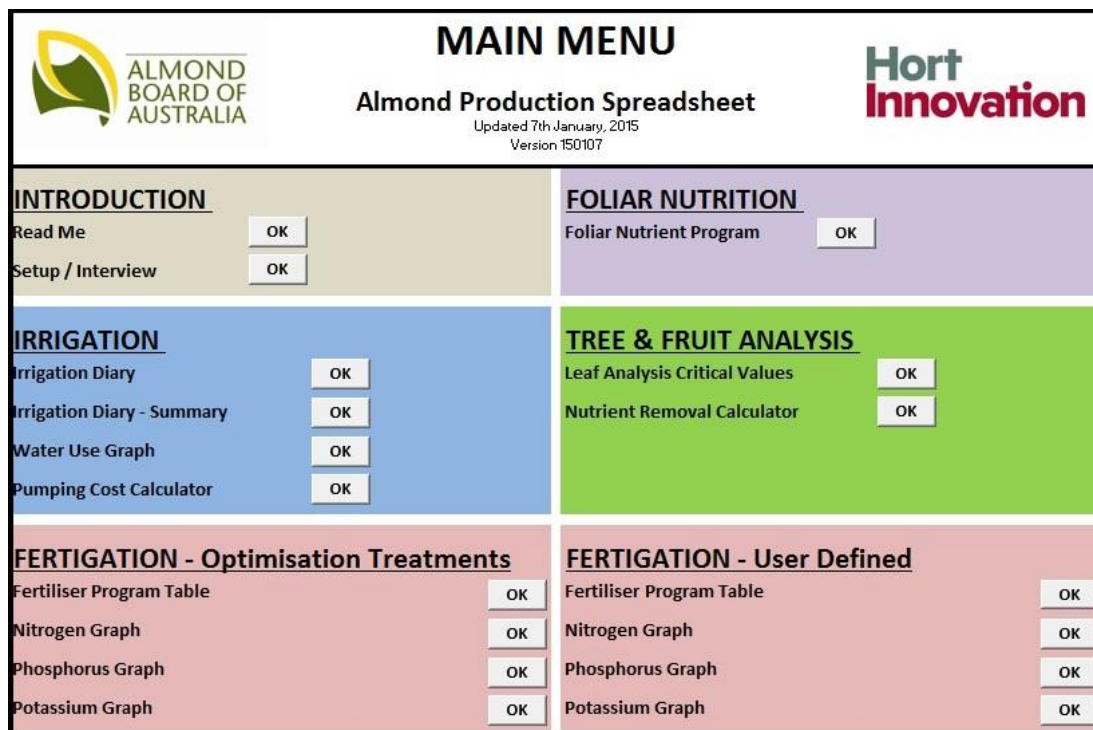 ALMOND
BOARD OF
AUSTRALIA
MAIN MENU
Almond Production Spreadsheet
Updated 7th January, 2015
Version 150107
Hort
Innovation
INTRODUCTION
Read Me OK
Setup / Interview OK
FOLIAR NUTRITION
Foliar Nutrient Program OK
IRRIGATION
Irrigation Diary OK
Irrigation Diary - Summary OK
Water Use Graph OK
Pumping Cost Calculator OK
TREE & FRUIT ANALYSIS
Leaf Analysis Critical Values OK
Nutrient Removal Calculator OK
FERTIGATION - Optimisation Treatments
Fertiliser Program Table OK
Nitrogen Graph OK
Phosphorus Graph OK
Potassium Graph OK
FERTIGATION - User Defined
Fertiliser Program Table OK
Nitrogen Graph OK
Phosphorus Graph OK
Potassium Graph OK